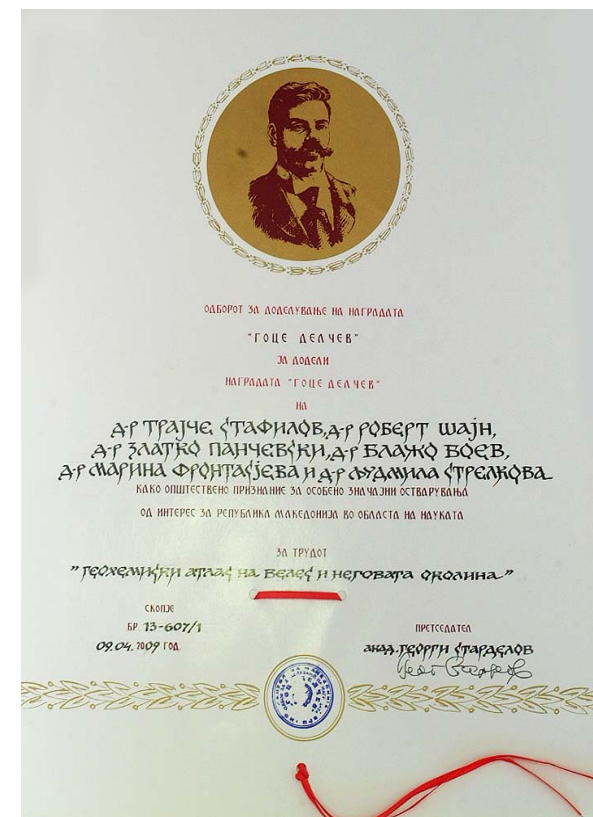 ОДБОРОТ ЗА ДОДЕЛУВАЊЕ НА НАГРАДАТА
"ГОЦЕ ДЕЛЧЕВ"
ЈА ДОДЕЛИ
НАГРАДАТА "ГОЦЕ ДЕЛЧЕВ"
НА
Д-Р ТРАЈЧЕ СТАФИЛОВ, Д-Р РОБЕРТ ШАЈН,
Д-Р ЗЛАТКО ПАНЧЕВСКИ, Д-Р БЛАЖО БОЕВ,
Д-Р МАРИНА ФРОНТАСЈЕВА И Д-Р ЉУДМИЛА СТРЕЛКОВА
КАКО ОПШТЕСТВЕНО ПРИЗНАНИЕ ЗА ОСОБЕНО ЗНАЧАЈНИ ОСТВАРУВАЊА
ОД ИНТЕРЕС ЗА РЕПУБЛИКА МАКЕДОНИЈА ВО ОБЛАСТА НА НАУКАТА
ЗА ТРУДОТ
"ГЕОХЕМИСКИ АТЛАС НА ВЕЛЕС И НЕГОВАТА ОКОЛИНА"
СКОПЈЕ
БР. 13-607/1
09.04.2009 ГОД.
ПРЕТСЕДАТЕЛ
АКАД. ГЕОРГИ СТАРДЕЛОВ